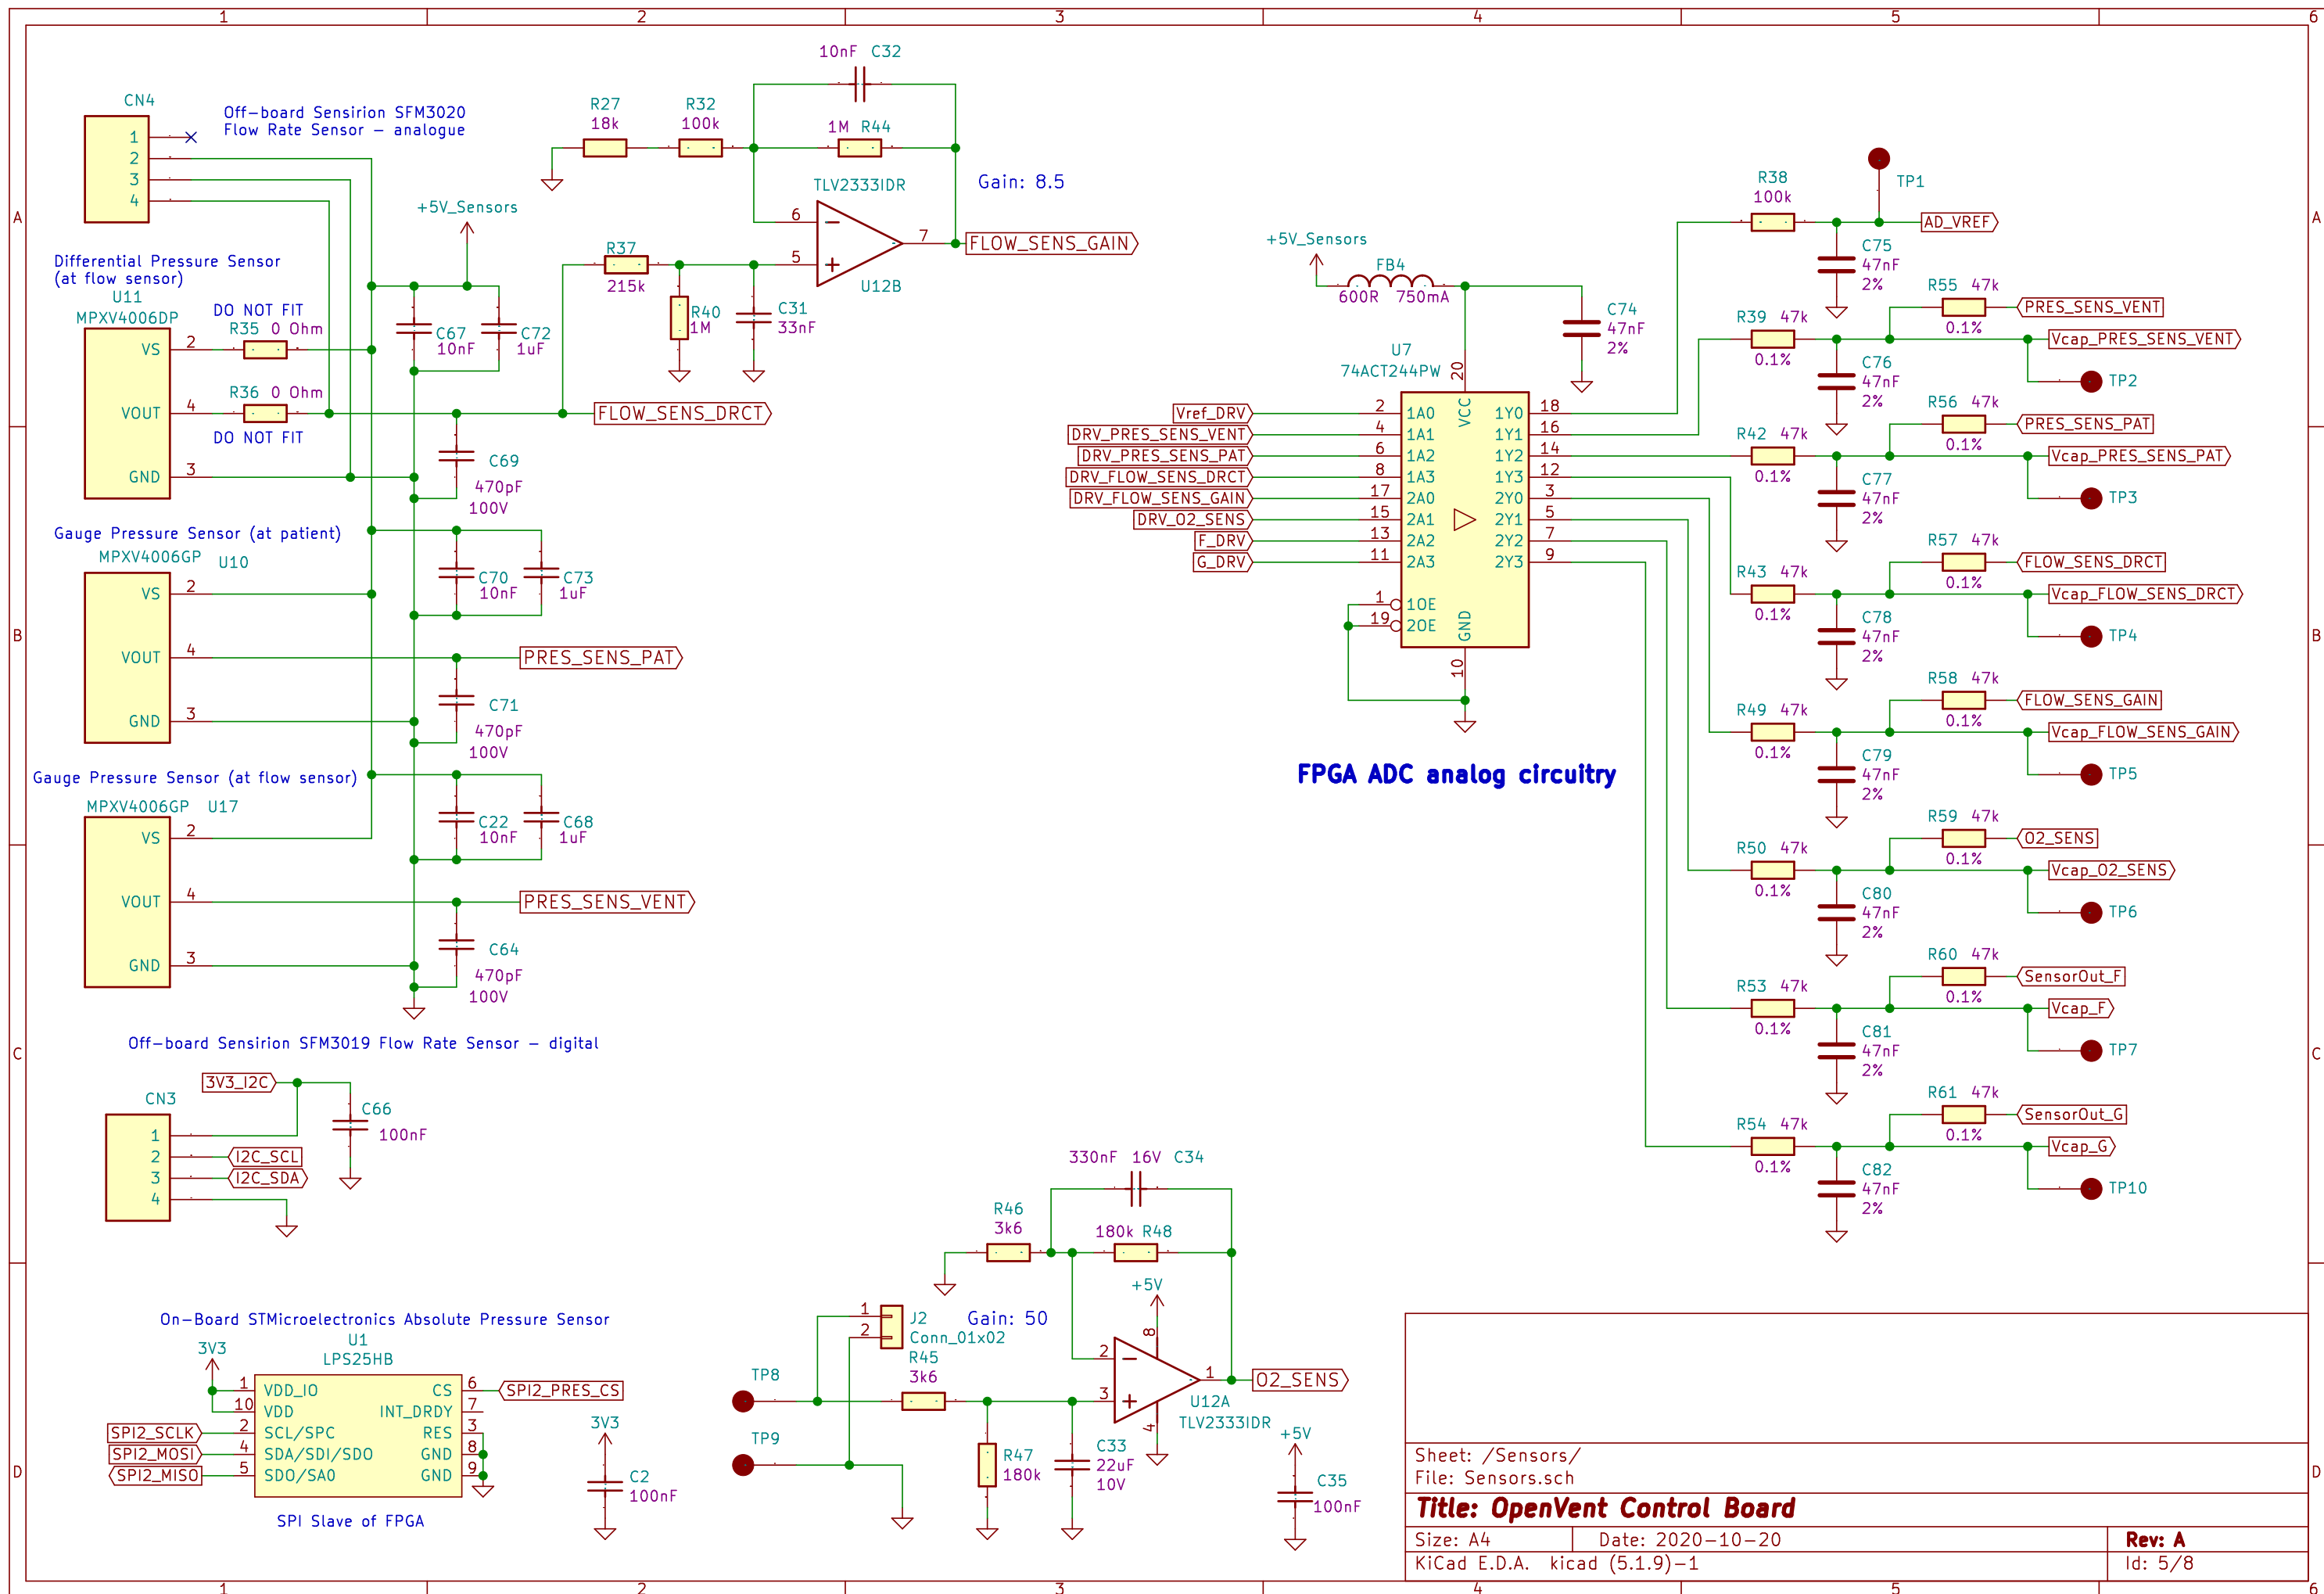 1 2 3 4 5 6
A
B
C
D
CN4
1
2
3
4
Off-board Sensirion SFM3020
Flow Rate Sensor - analogue
+5V_Sensors
Differential Pressure Sensor
(at flow sensor)
U11
MPXV4006DP
DO NOT FIT
R35 0 Ohm
VS 2
R36 0 Ohm
VOUT 4
DO NOT FIT
GND 3
C67
10nF
C72
1uF
FLOW_SENS_DRCT
C69
470pF
100V
Gauge Pressure Sensor (at patient)
MPXV4006GP U10
VS 2
VOUT 4
GND 3
C70
10nF
C73
1uF
PRES_SENS_PAT
C71
470pF
100V
Gauge Pressure Sensor (at flow sensor)
MPXV4006GP U17
VS 2
VOUT 4
GND 3
C22
10nF
C68
1uF
PRES_SENS_VENT
C64
470pF
100V
Off-board Sensirion SFM3019 Flow Rate Sensor - digital
3V3_I2C
CN3
1
2
3
4
I2C_SCL
I2C_SDA
C66
100nF
On-Board STMicroelectronics Absolute Pressure Sensor
U1
LPS25HB
3V3
1 VDD_IO
10 VDD
2 SCL/SPC
4 SDA/SDI/SDO
5 SDO/SA0
CS 6
INT_DRDY 7
RES 3
GND 8
GND 9
SPI2_PRES_CS
SPI2_SCLK
SPI2_MOSI
SPI2_MISO
SPI Slave of FPGA
3V3
C2
100nF
10nF C32
R27
18k
R32
100k
1M R44
TLV2333IDR
Gain: 8.5
6
5
7
U12B
FLOW_SENS_GAIN
R37
215k
R40
1M
C31
33nF
330nF 16V C34
R46
3k6
180k R48
+5V
Gain: 50
1
2
J2
Conn_01x02
R45
3k6
TP8
TP9
2
3
8
4
1
O2_SENS
U12A
TLV2333IDR
R47
180k
C33
22uF
10V
+5V
C35
100nF
+5V_Sensors
FB4
600R 750mA
C74
47nF
2%
U7
74ACT244PW
20
VCC
Vref_DRV 2 1A0 1Y0 18
DRV_PRES_SENS_VENT 4 1A1 1Y1 16
DRV_PRES_SENS_PAT 6 1A2 1Y2 14
DRV_FLOW_SENS_DRCT 8 1A3 1Y3 12
DRV_FLOW_SENS_GAIN 17 2A0 2Y0 3
DRV_O2_SENS 15 2A1 2Y1 5
F_DRV 13 2A2 2Y2 7
G_DRV 11 2A3 2Y3 9
1 1OE
19 2OE
GND
10
FPGA ADC analog circuitry
R38
100k
TP1
AD_VREF
C75
47nF
2%
R55 47k
0.1%
PRES_SENS_VENT
R39 47k
0.1%
Vcap_PRES_SENS_VENT
C76
47nF
2%
TP2
R56 47k
0.1%
PRES_SENS_PAT
R42 47k
0.1%
Vcap_PRES_SENS_PAT
C77
47nF
2%
TP3
R57 47k
0.1%
FLOW_SENS_DRCT
R43 47k
0.1%
Vcap_FLOW_SENS_DRCT
C78
47nF
2%
TP4
R58 47k
0.1%
FLOW_SENS_GAIN
R49 47k
0.1%
Vcap_FLOW_SENS_GAIN
C79
47nF
2%
TP5
R59 47k
0.1%
O2_SENS
R50 47k
0.1%
Vcap_O2_SENS
C80
47nF
2%
TP6
R60 47k
0.1%
SensorOut_F
R53 47k
0.1%
Vcap_F
C81
47nF
2%
TP7
R61 47k
0.1%
SensorOut_G
R54 47k
0.1%
Vcap_G
C82
47nF
2%
TP10
Sheet: /Sensors/
File: Sensors.sch
Title: OpenVent Control Board
Size: A4 Date: 2020-10-20 Rev: A
KiCad E.D.A. kicad (5.1.9)-1 Id: 5/8
A
B
C
D
1 2 3 4 5 6